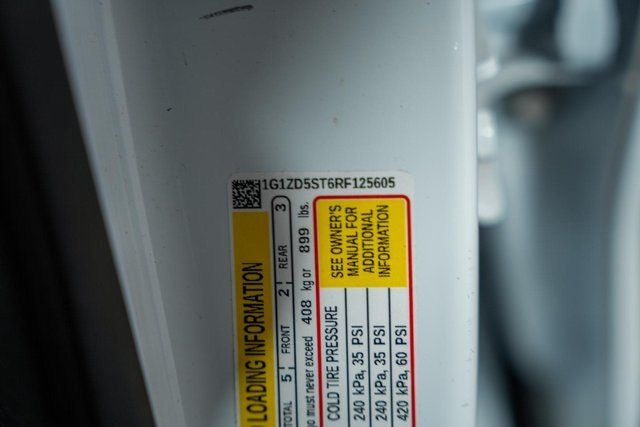 1G1ZD5ST6RF125605
LOADING INFORMATION
TOTAL 5 FRONT 2 REAR 3
must never exceed 408 kg or 899 lbs.
SEE OWNER'S
MANUAL FOR
ADDITIONAL
INFORMATION
COLD TIRE PRESSURE
240 kPa, 35 PSI
240 kPa, 35 PSI
420 kPa, 60 PSI